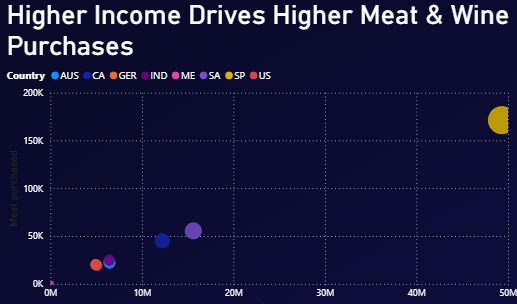 Higher Income Drives Higher Meat & Wine
Purchases
Country AUS CA GER IND ME SA SP US
200K
150K
100K
50K
0K
Meat purchased
0M 10M 20M 30M 40M 50M